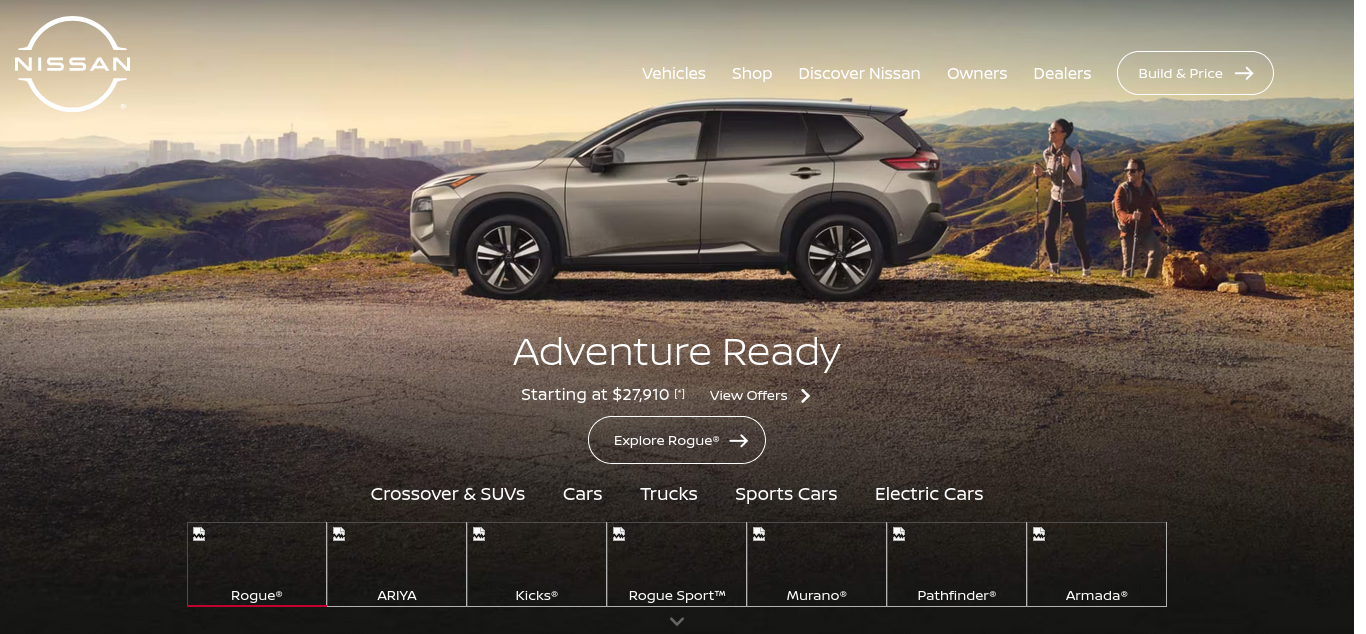 NISSAN
Vehicles Shop Discover Nissan Owners Dealers Build & Price
Adventure Ready
Starting at $27,910 [*] View Offers
Explore Rogue®
Crossover & SUVs Cars Trucks Sports Cars Electric Cars
Rogue® ARIYA Kicks® Rogue Sport™ Murano® Pathfinder® Armada®